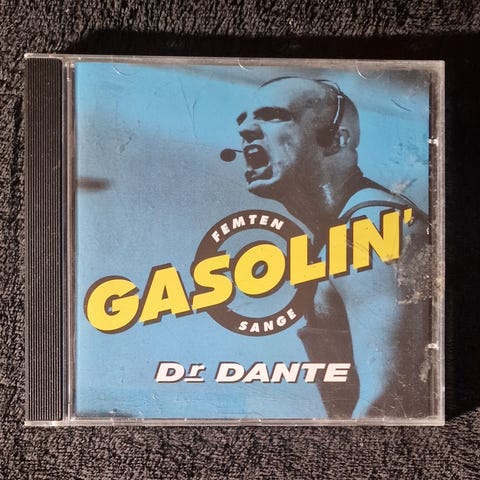 FEMTEN
GASOLIN'
SANGE
Dr DANTE